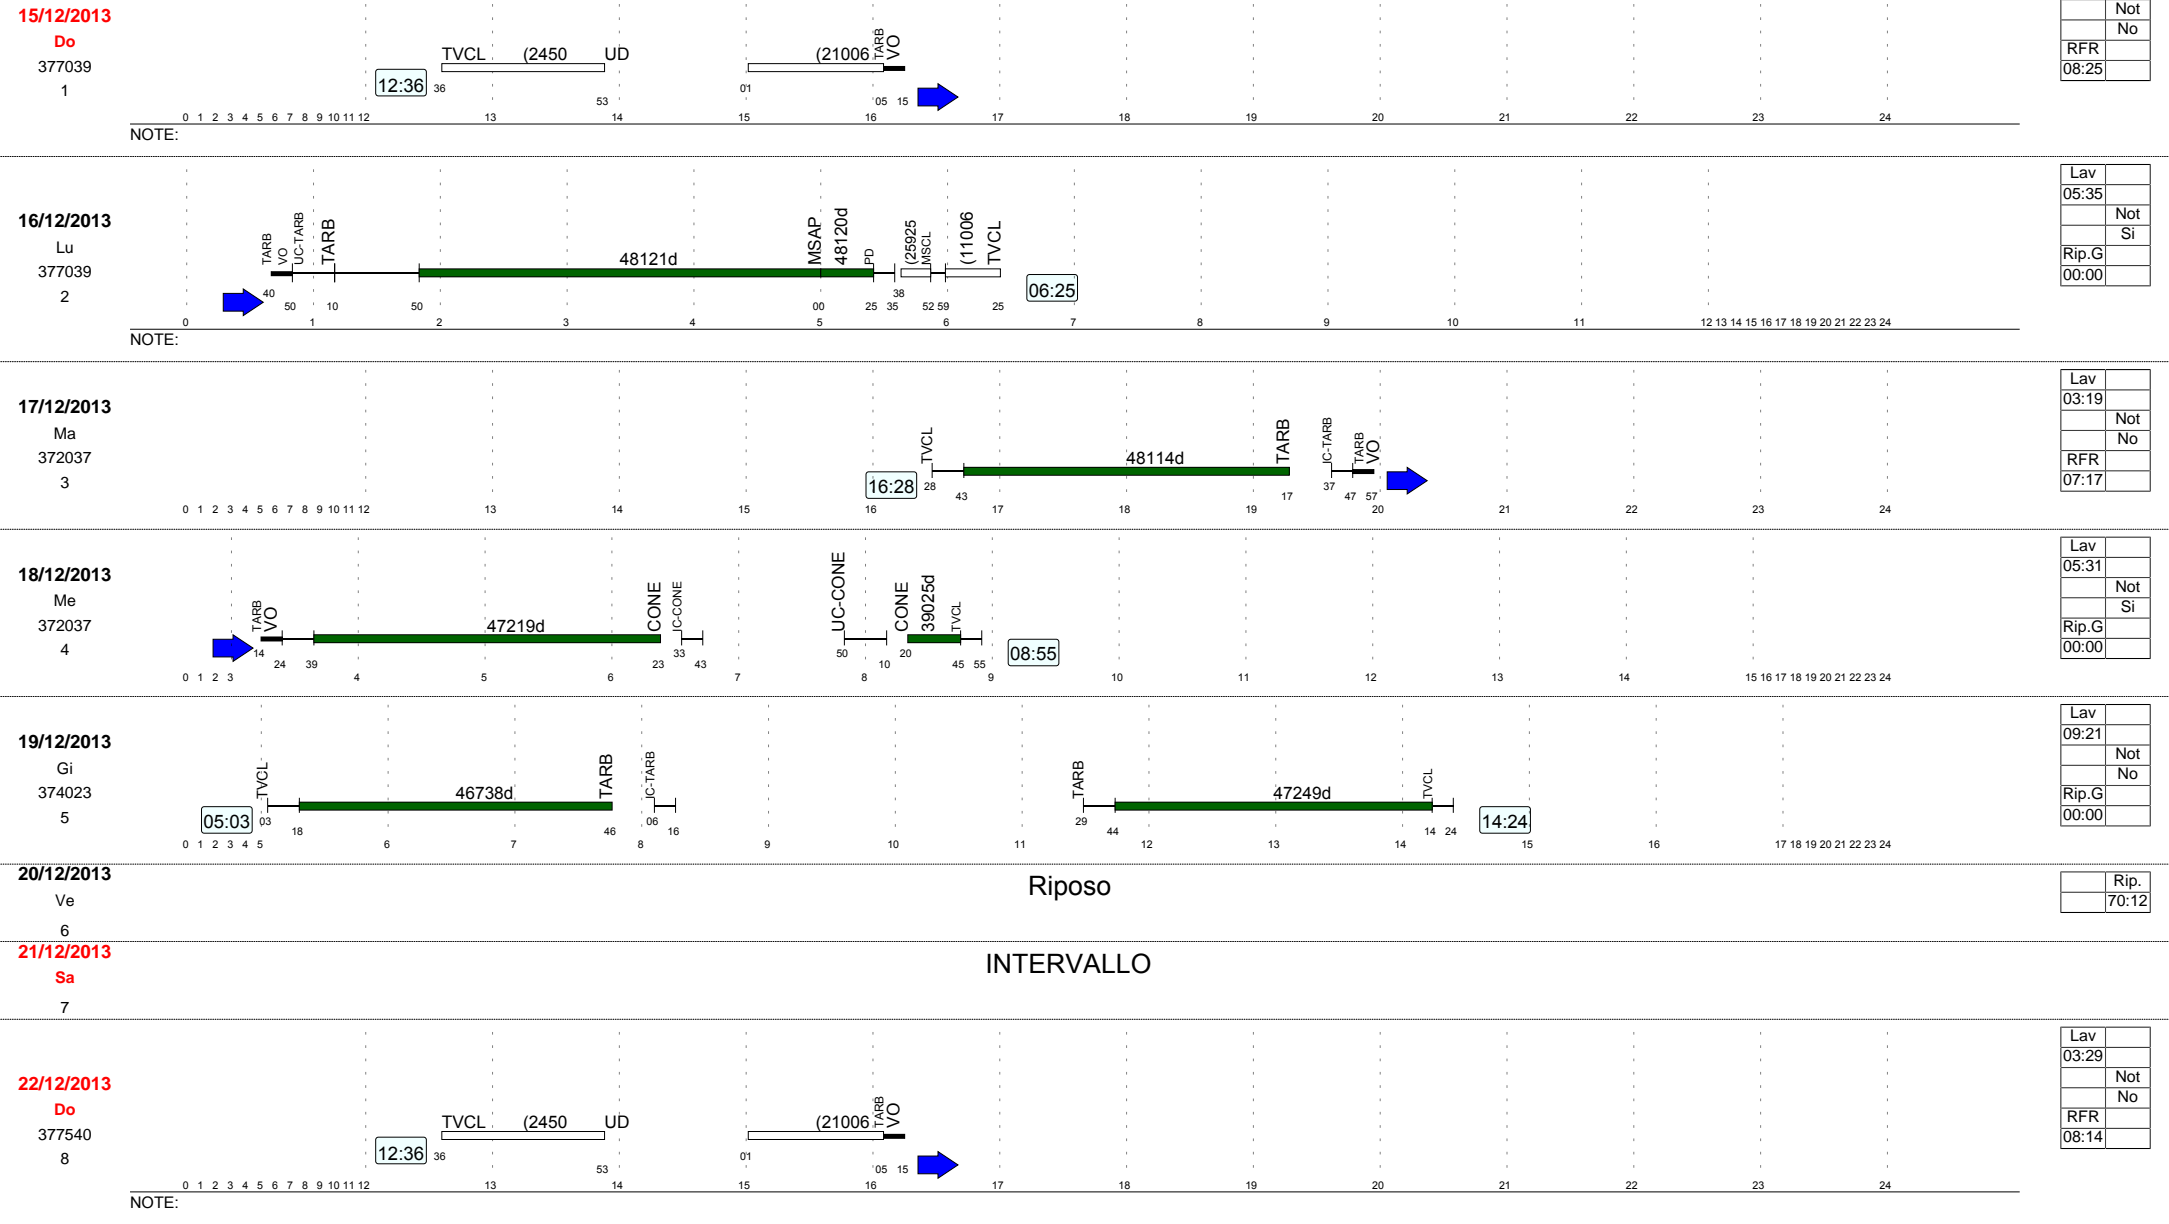 15/12/2013
Do
377039
1
12:36
TVCL (2450 UD (21006 TARB VO
36 53 01 05 15
0 1 2 3 4 5 6 7 8 9 10 11 12 13 14 15 16 17 18 19 20 21 22 23 24
NOTE:
Not
No
RFR
08:25
16/12/2013
Lu
377039
2
TARB VO UC-TARB TARB 48121d MSAP 48120d PD (25925 MSCL (11006 TVCL
40 50 10 50 00 25 35 38 52 59 25
06:25
0 1 2 3 4 5 6 7 8 9 10 11 12 13 14 15 16 17 18 19 20 21 22 23 24
NOTE:
Lav
05:35
Not
Si
Rip.G
00:00
17/12/2013
Ma
372037
3
16:28
TVCL 48114d TARB TARB VO
28 43 17 37 47 57
0 1 2 3 4 5 6 7 8 9 10 11 12 13 14 15 16 17 18 19 20 21 22 23 24
Lav
03:19
Not
No
RFR
07:17
18/12/2013
Me
372037
4
TARB VO 47219d CONE UC-CONE CONE 39025d TVCL
14 24 39 23 33 43 50 10 20 45 55
08:55
0 1 2 3 4 5 6 7 8 9 10 11 12 13 14 15 16 17 18 19 20 21 22 23 24
Lav
05:31
Not
Si
Rip.G
00:00
19/12/2013
Gi
374023
5
05:03
TVCL 46738d TARB TARB 47249d TVCL
03 18 46 06 16 29 44 14 24
14:24
0 1 2 3 4 5 6 7 8 9 10 11 12 13 14 15 16 17 18 19 20 21 22 23 24
Lav
09:21
Not
No
Rip.G
00:00
20/12/2013
Ve
6
Riposo
Rip.
70:12
21/12/2013
Sa
7
INTERVALLO
22/12/2013
Do
377540
8
12:36
TVCL (2450 UD (21006 TARB VO
36 53 01 05 15
0 1 2 3 4 5 6 7 8 9 10 11 12 13 14 15 16 17 18 19 20 21 22 23 24
NOTE:
Lav
03:29
Not
No
RFR
08:14